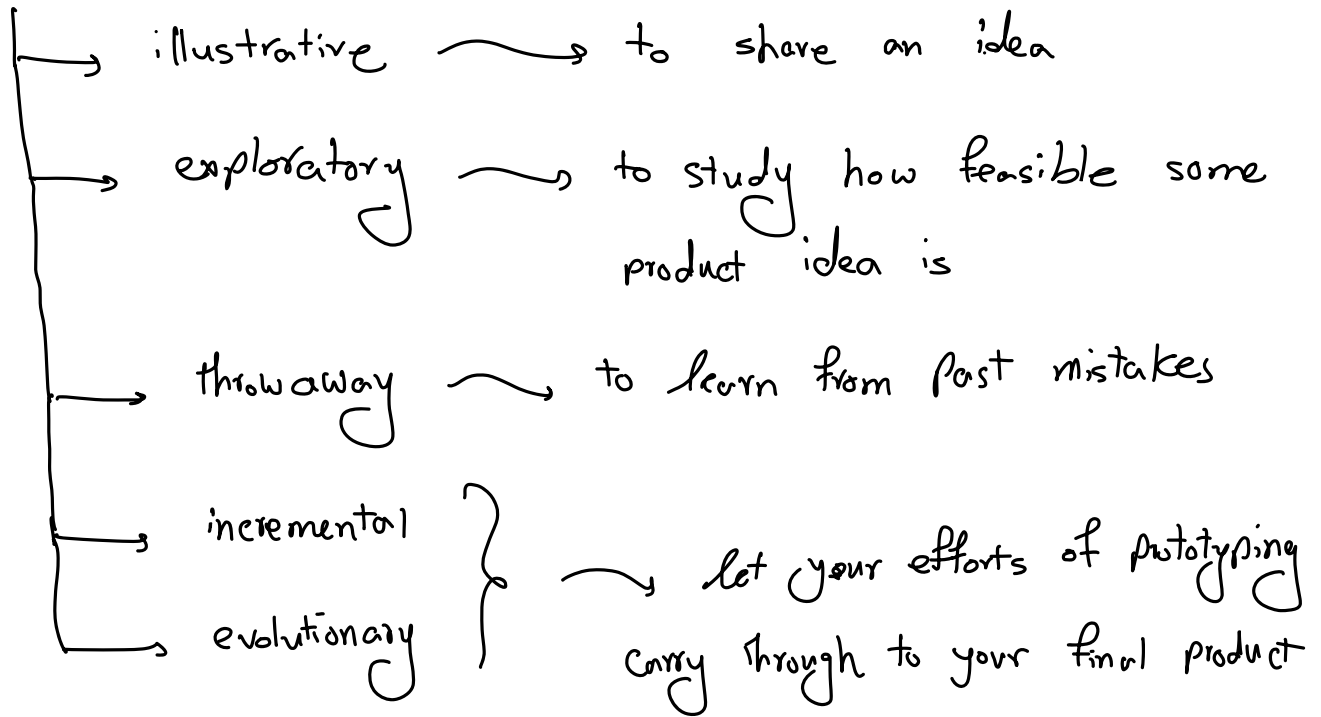 illustrative to share an idea
exploratory to study how feasible some
product idea is
throwaway to learn from past mistakes
incremental
let your efforts of prototyping
evolutionary
carry through to your final product